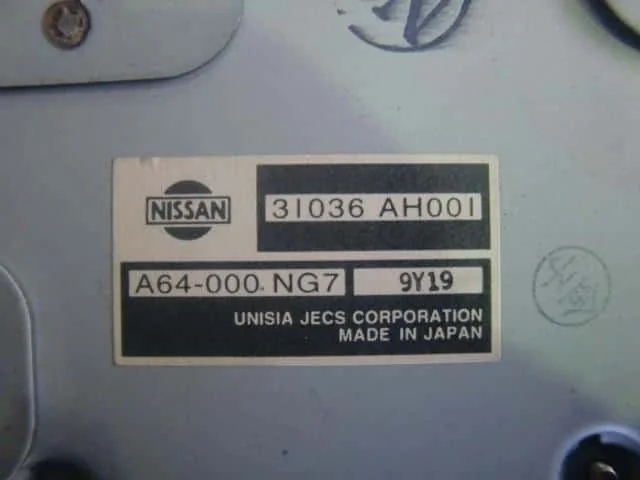 NISSAN
31036 AH001
A64-000 NG7
9Y19
UNISIA JECS CORPORATION
MADE IN JAPAN